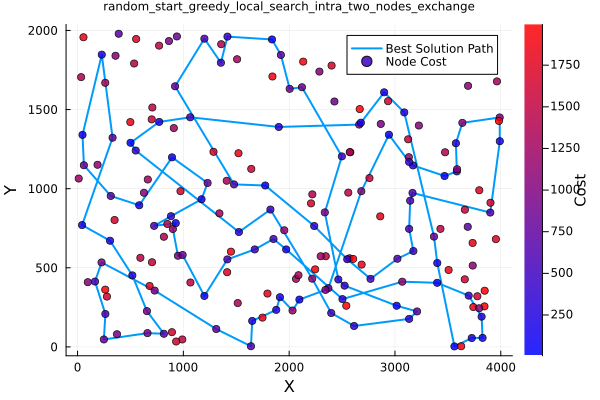 random_start_greedy_local_search_intra_two_nodes_exchange
Best Solution Path
Node Cost
2000
1500
1000
500
0
Y
0
1000
2000
3000
4000
X
1750
1500
1250
1000
750
500
250
Cost